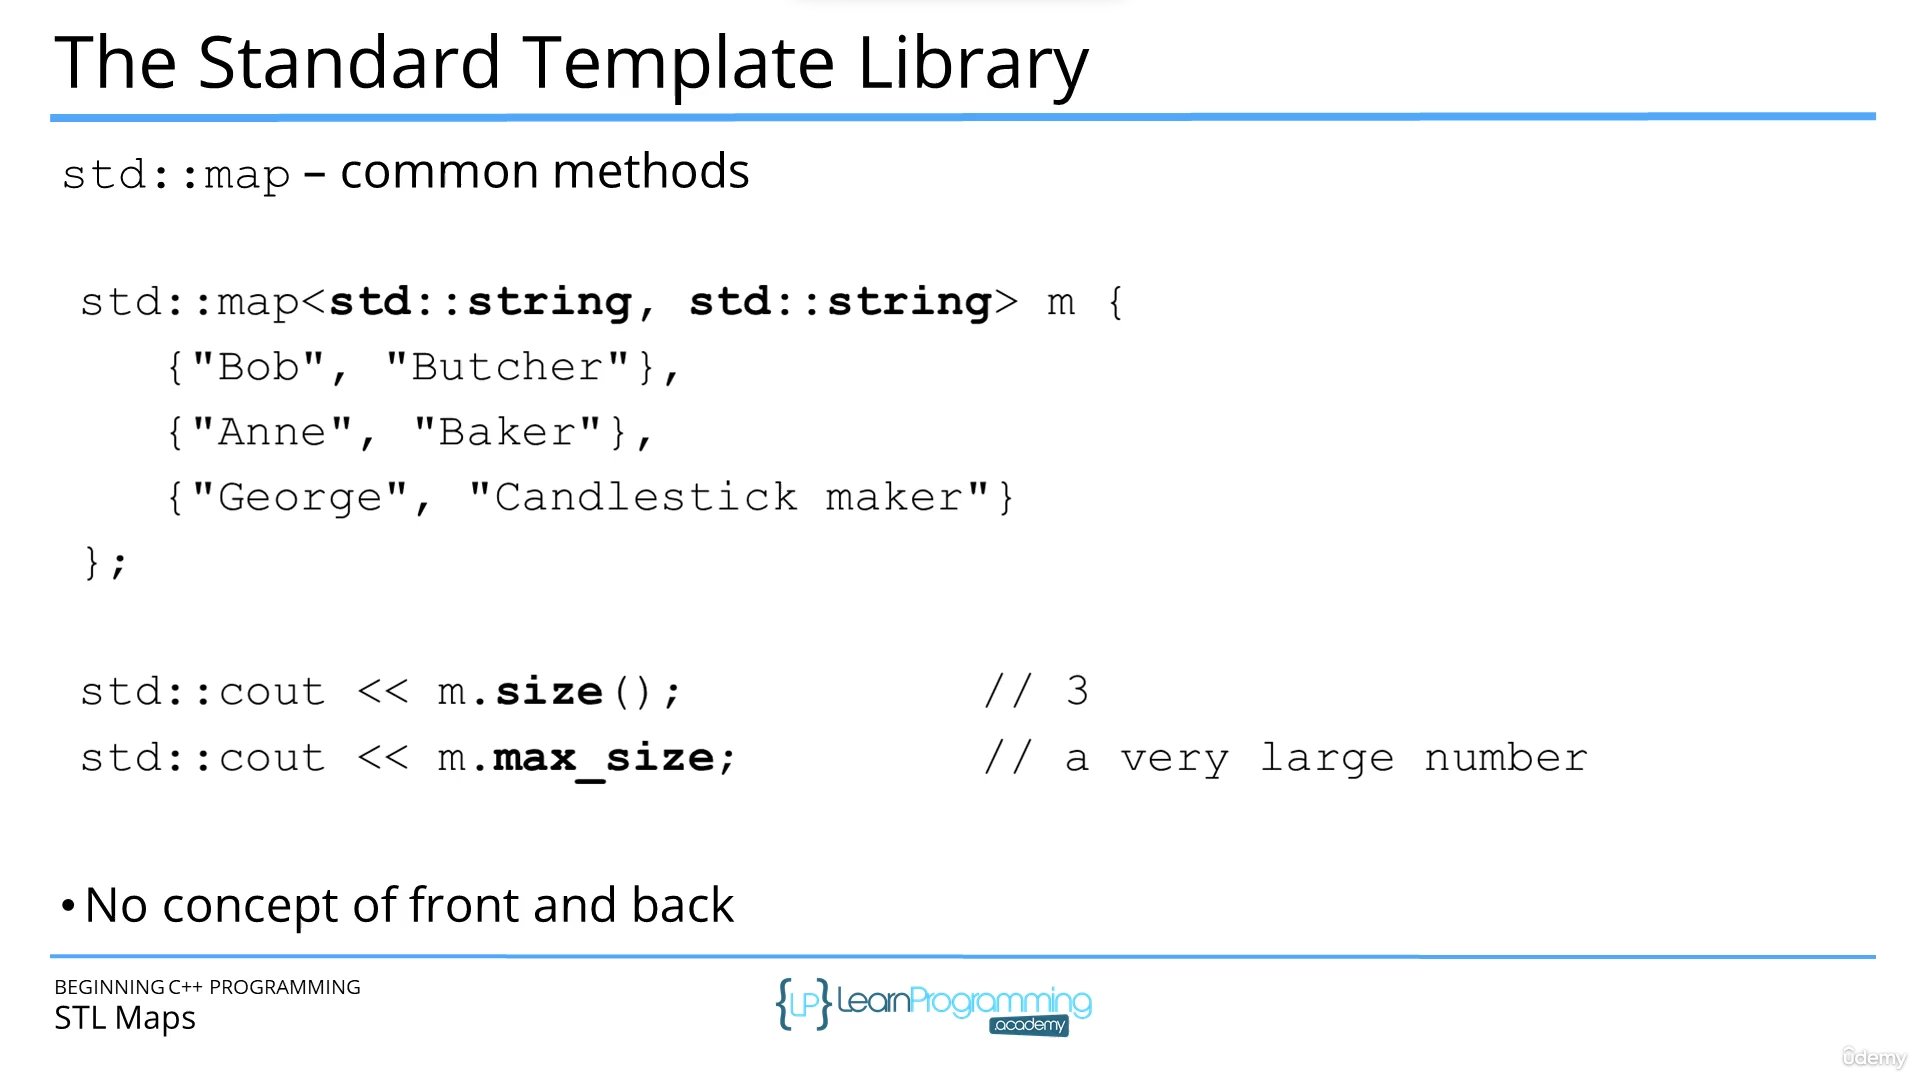 The Standard Template Library
std::map – common methods
std::map<std::string, std::string> m {
{"Bob", "Butcher"},
{"Anne", "Baker"},
{"George", "Candlestick maker"}
};
std::cout << m.size(); // 3
std::cout << m.max_size; // a very large number
• No concept of front and back
BEGINNING C++ PROGRAMMING
STL Maps
{LP} LearnProgramming
.academy
ûdemy